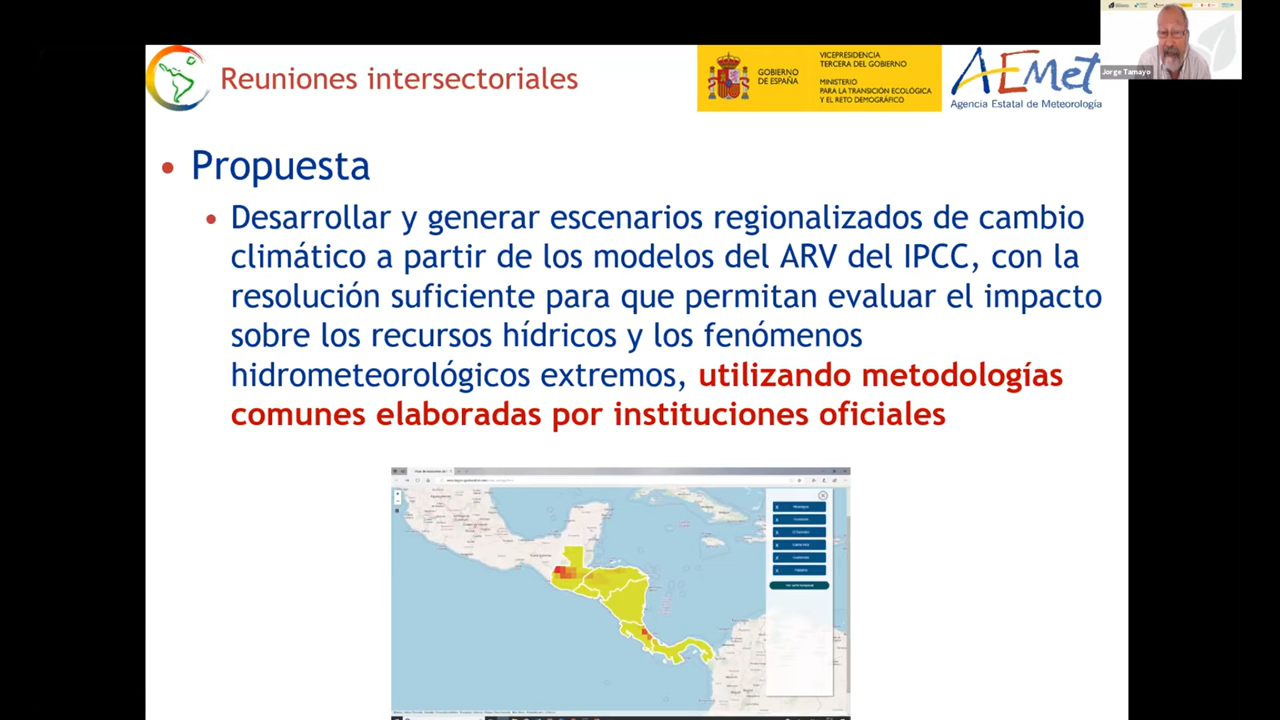 Reuniones intersectoriales
GOBIERNO
DE ESPAÑA
VICEPRESIDENCIA
TERCERA DEL GOBIERNO
MINISTERIO
PARA LA TRANSICIÓN ECOLÓGICA
Y EL RETO DEMOGRÁFICO
AEMet
Agencia Estatal de Meteorología
Jorge Tamayo
• Propuesta
• Desarrollar y generar escenarios regionalizados de cambio
climático a partir de los modelos del ARV del IPCC, con la
resolución suficiente para que permitan evaluar el impacto
sobre los recursos hídricos y los fenómenos
hidrometeorológicos extremos, utilizando metodologías
comunes elaboradas por instituciones oficiales